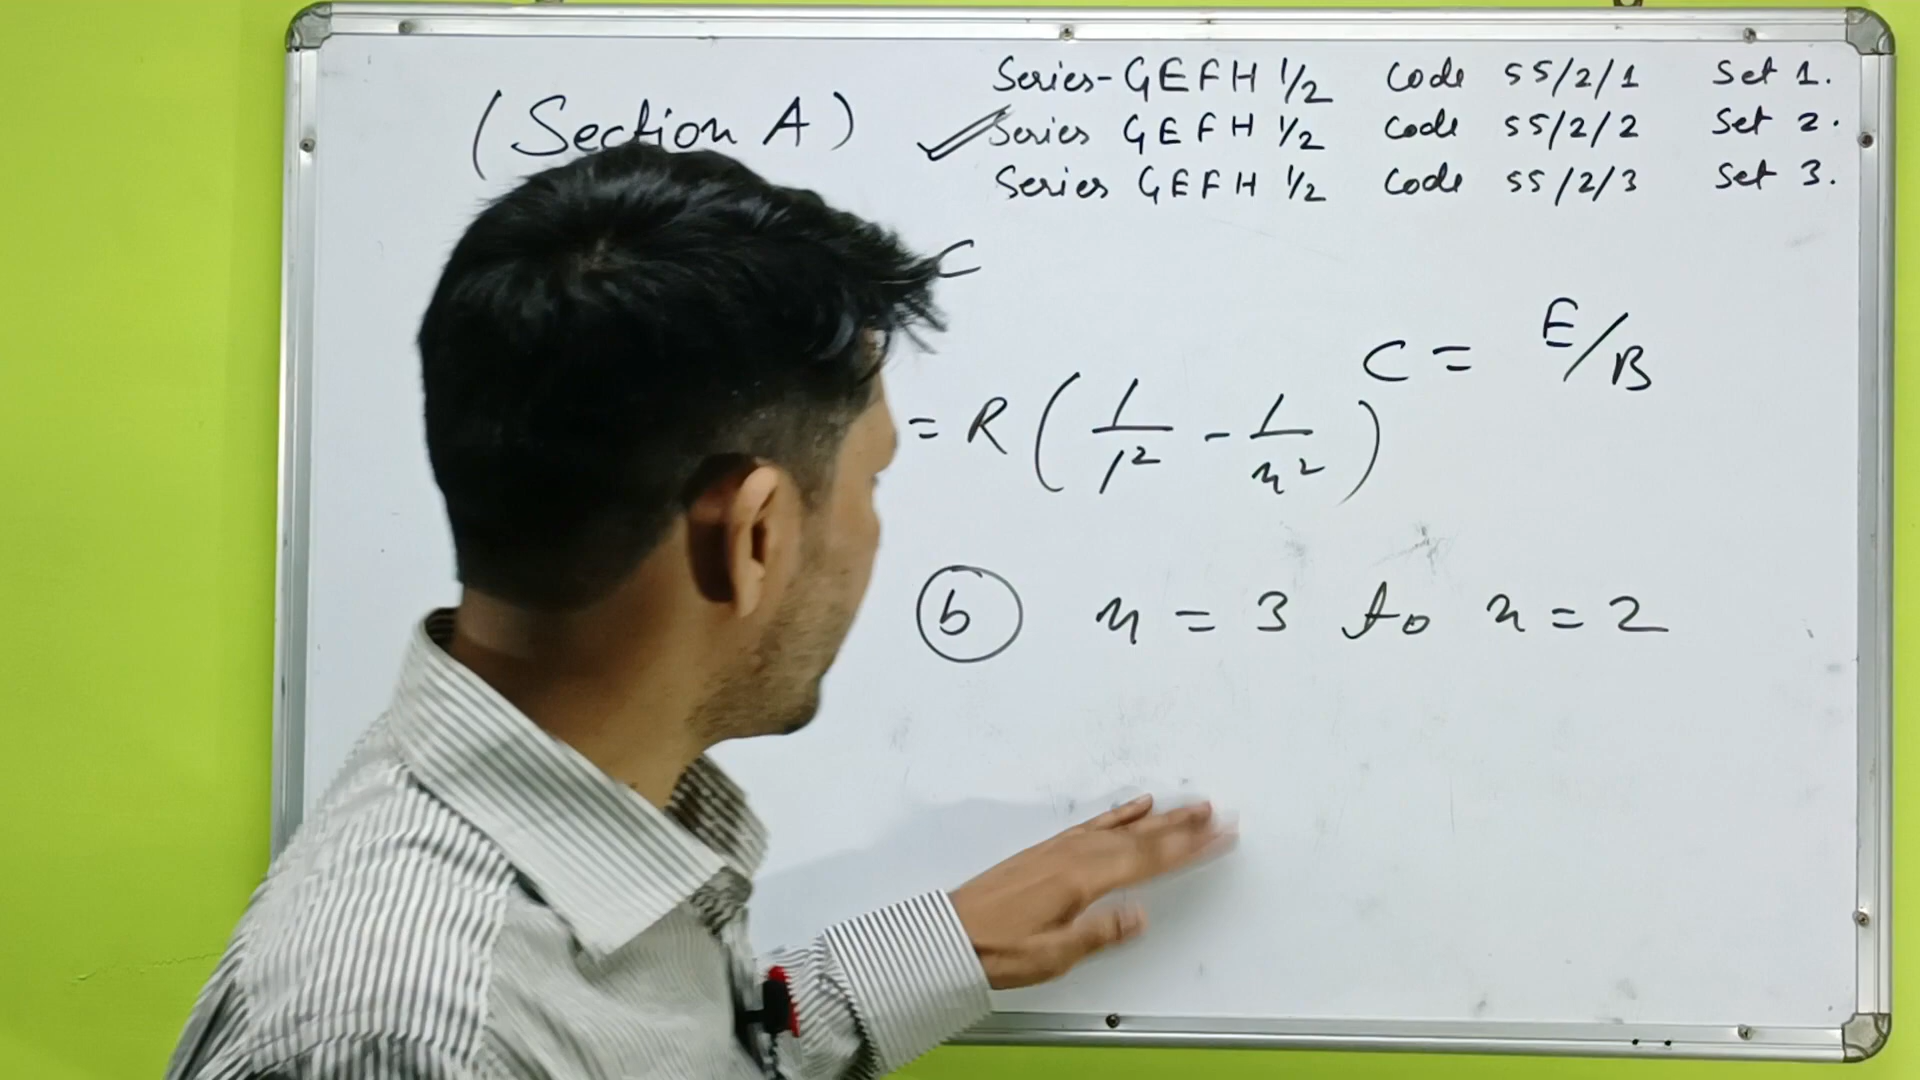 (Section A)
Series-GEFH 1/2 Code 55/2/1 Set 1.
Series GEFH 1/2 Code 55/2/2 Set 2.
Series GEFH 1/2 Code 55/2/3 Set 3.
C
C = E/B
= R (1/1² - 1/n²)
b n = 3 to n = 2